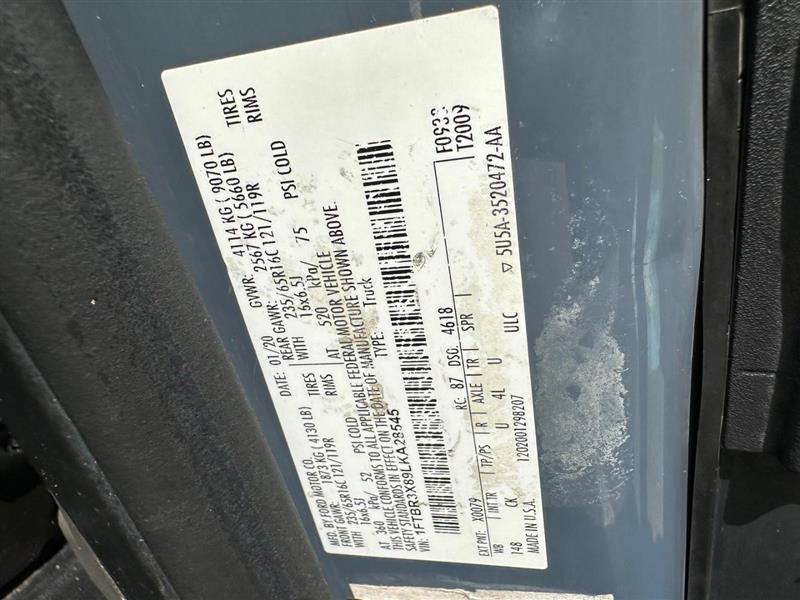 MFG. BY FORD MOTOR CO. DATE: 01/20 GVWR: 4114 KG ( 9070 LB)
FRONT GAWR: 1873 KG ( 4130 LB) REAR GAWR: 2567 KG ( 5660 LB)
WITH 235/65R16C 121/119R TIRES WITH 235/65R16C 121/119R TIRES
16x6.5J RIMS 16x6.5J RIMS
AT 360 kPa/ 52 PSI COLD AT 520 kPa/ 75 PSI COLD
THIS VEHICLE CONFORMS TO ALL APPLICABLE FEDERAL MOTOR VEHICLE
SAFETY STANDARDS IN EFFECT ON THE DATE OF MANUFACTURE SHOWN ABOVE.
VIN: 1FTBR3X89LKA28545 TYPE: Truck
F0933
T2009
EXT PNT: X0079 RC: 87 DSO: 4618
WB INT TR TP/PS R AXLE TR SPR
148 CK U 4L U ULC
1202001298207
MADE IN U.S.A. ▽ 5U5A-3520472-AA